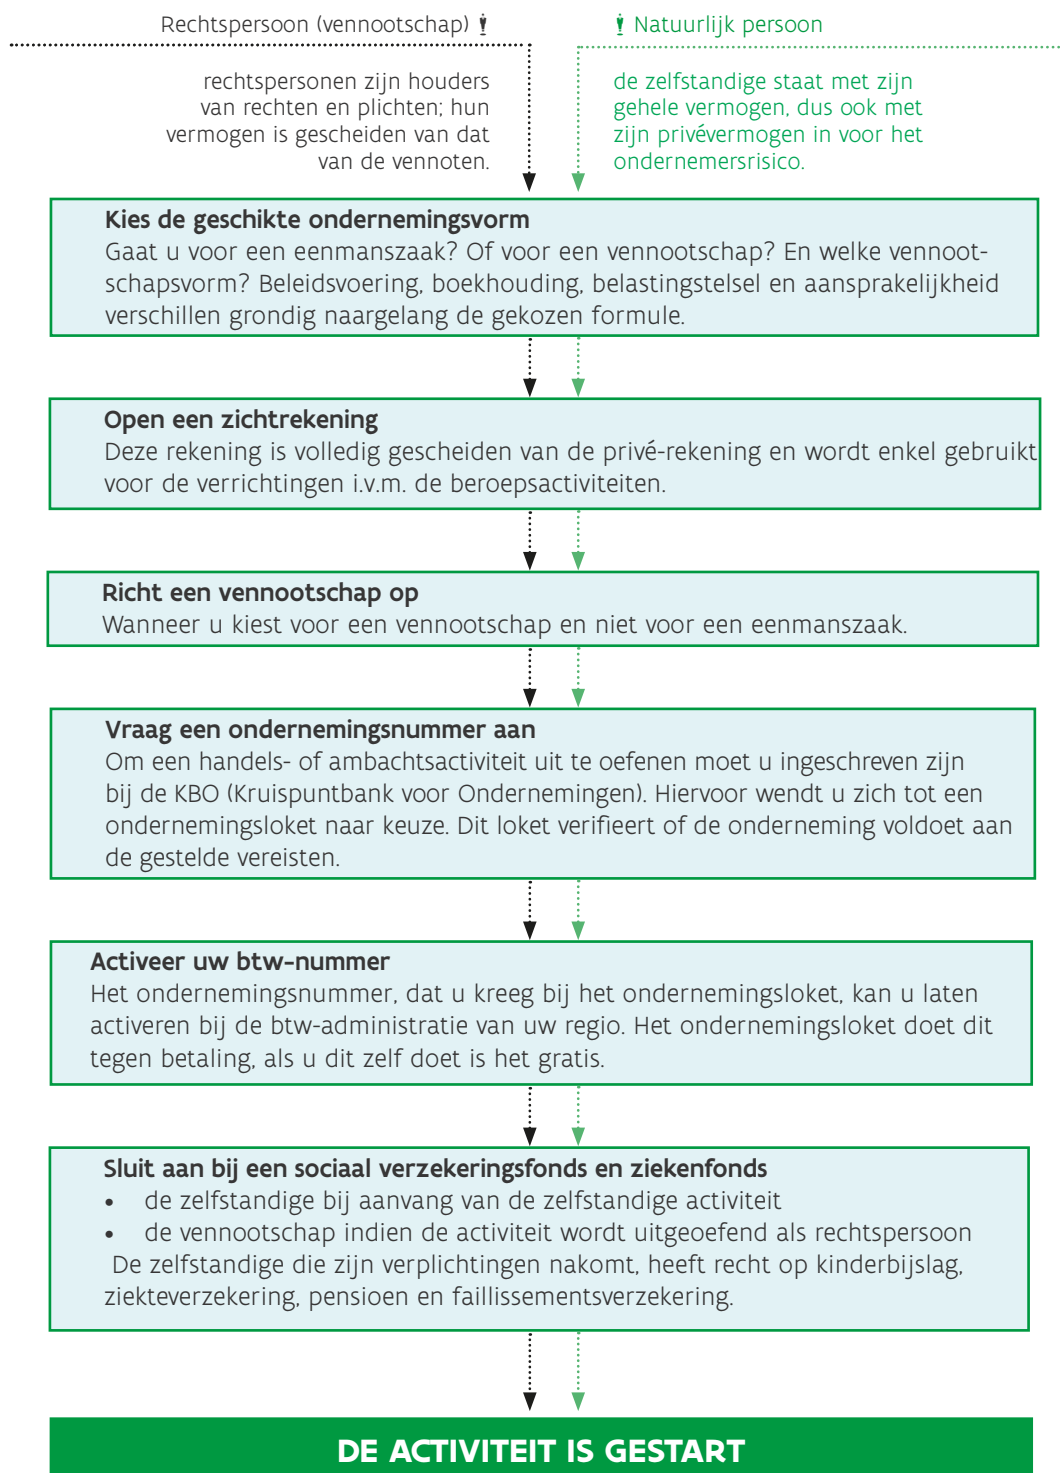 Rechtspersoon (vennootschap)
rechtspersonen zijn houders
van rechten en plichten; hun
vermogen is gescheiden van dat
van de vennoten.
Natuurlijk persoon
de zelfstandige staat met zijn
gehele vermogen, dus ook met
zijn privévermogen in voor het
ondernemersrisico.
Kies de geschikte ondernemingsvorm
Gaat u voor een eenmanszaak? Of voor een vennootschap? En welke vennoot-
schapsvorm? Beleidsvoering, boekhouding, belastingstelsel en aansprakelijkheid
verschillen grondig naargelang de gekozen formule.
Open een zichtrekening
Deze rekening is volledig gescheiden van de privé-rekening en wordt enkel gebruikt
voor de verrichtingen i.v.m. de beroepsactiviteiten.
Richt een vennootschap op
Wanneer u kiest voor een vennootschap en niet voor een eenmanszaak.
Vraag een ondernemingsnummer aan
Om een handels- of ambachtsactiviteit uit te oefenen moet u ingeschreven zijn
bij de KBO (Kruispuntbank voor Ondernemingen). Hiervoor wendt u zich tot een
ondernemingsloket naar keuze. Dit loket verifieert of de onderneming voldoet aan
de gestelde vereisten.
Activeer uw btw-nummer
Het ondernemingsnummer, dat u kreeg bij het ondernemingsloket, kan u laten
activeren bij de btw-administratie van uw regio. Het ondernemingsloket doet dit
tegen betaling, als u dit zelf doet is het gratis.
Sluit aan bij een sociaal verzekeringsfonds en ziekenfonds
• de zelfstandige bij aanvang van de zelfstandige activiteit
• de vennootschap indien de activiteit wordt uitgeoefend als rechtspersoon
De zelfstandige die zijn verplichtingen nakomt, heeft recht op kinderbijslag,
ziekteverzekering, pensioen en faillissementsverzekering.
DE ACTIVITEIT IS GESTART